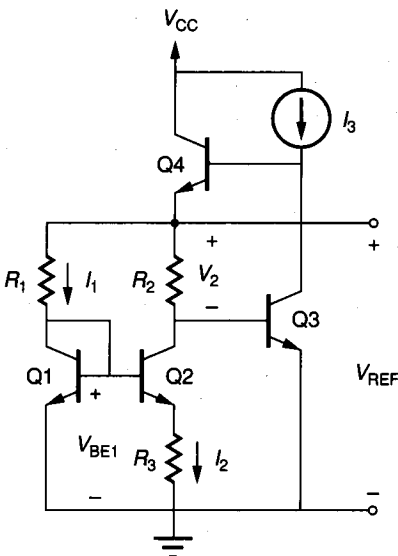 V_CC
I_3
Q4
+
+
R_1
I_1
R_2
V_2
−
Q3
Q1
+
Q2
V_REF
V_BE1
R_3
I_2
−
−